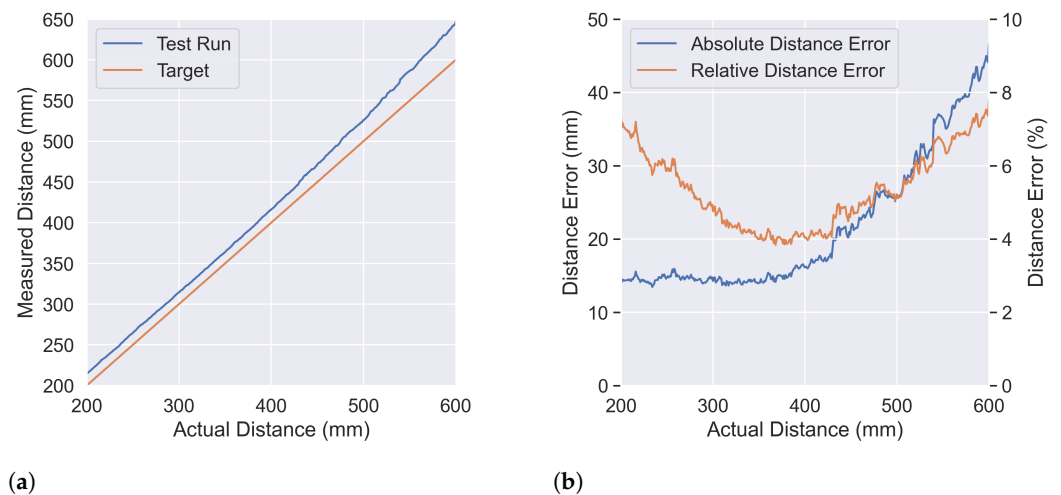 Test Run
Target
650
600
550
500
450
400
350
300
250
200
200 300 400 500 600
Measured Distance (mm)
Actual Distance (mm)
(a)
Absolute Distance Error
Relative Distance Error
50
40
30
20
10
0
10
8
6
4
2
0
200 300 400 500 600
Distance Error (mm)
Distance Error (%)
Actual Distance (mm)
(b)